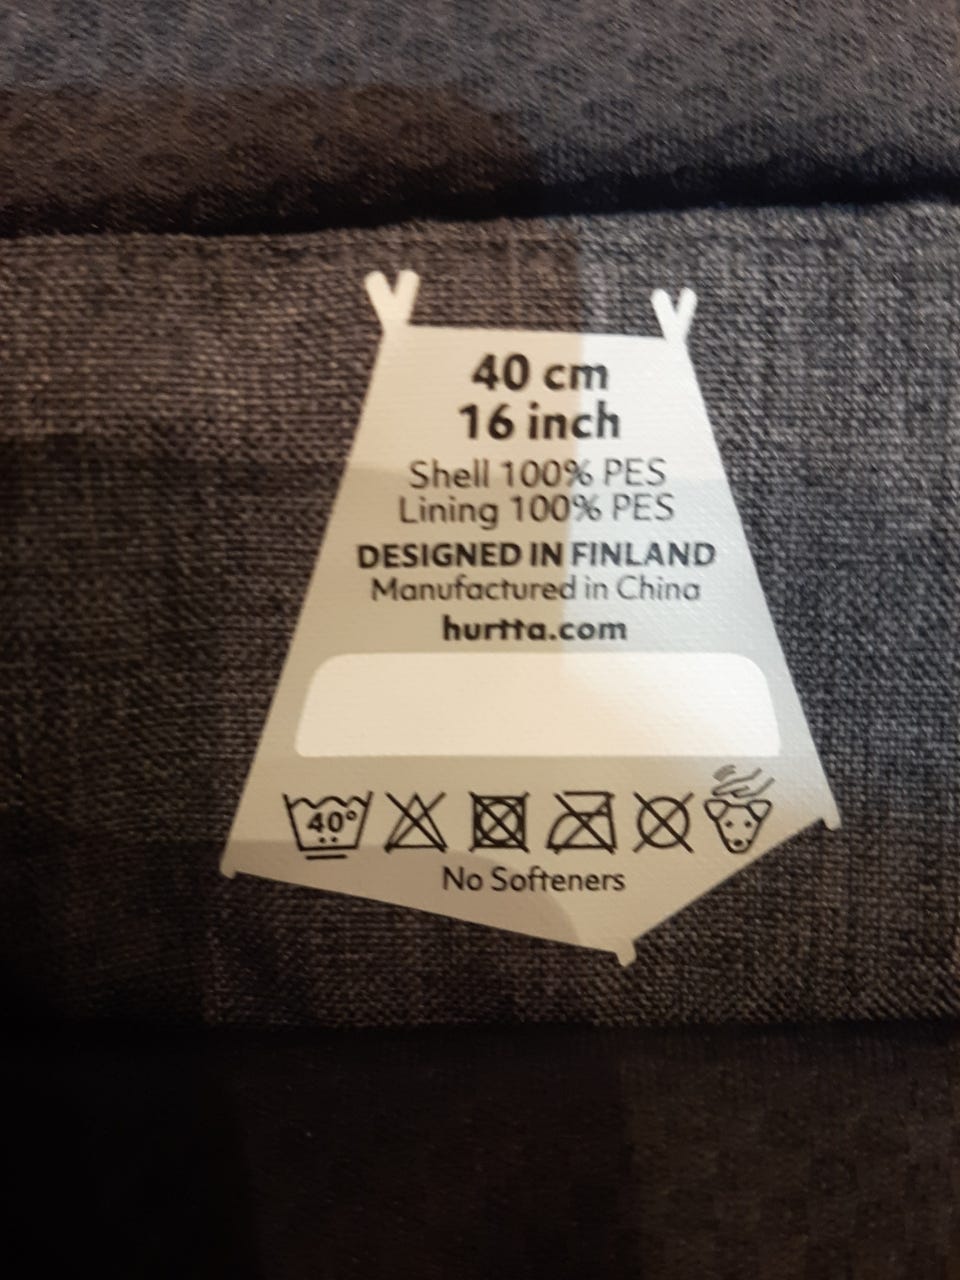 40 cm
16 inch
Shell 100% PES
Lining 100% PES
DESIGNED IN FINLAND
Manufactured in China
hurtta.com
40°
No Softeners